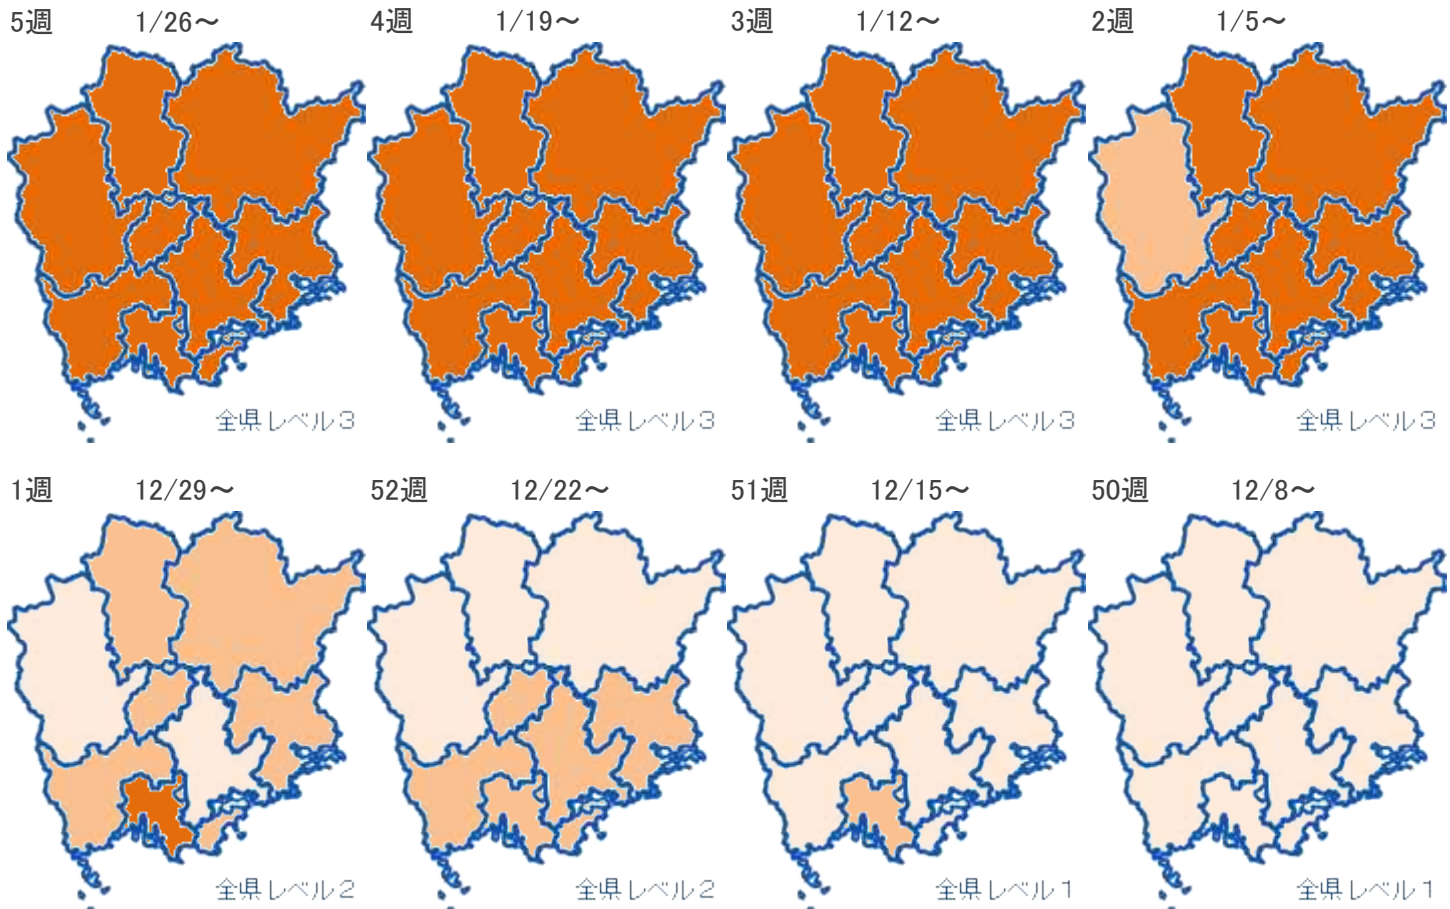 5週 1/26～
4週 1/19～
3週 1/12～
2週 1/5～
全県レベル3
全県レベル3
全県レベル3
全県レベル3
1週 12/29～
52週 12/22～
51週 12/15～
50週 12/8～
全県レベル2
全県レベル2
全県レベル1
全県レベル1